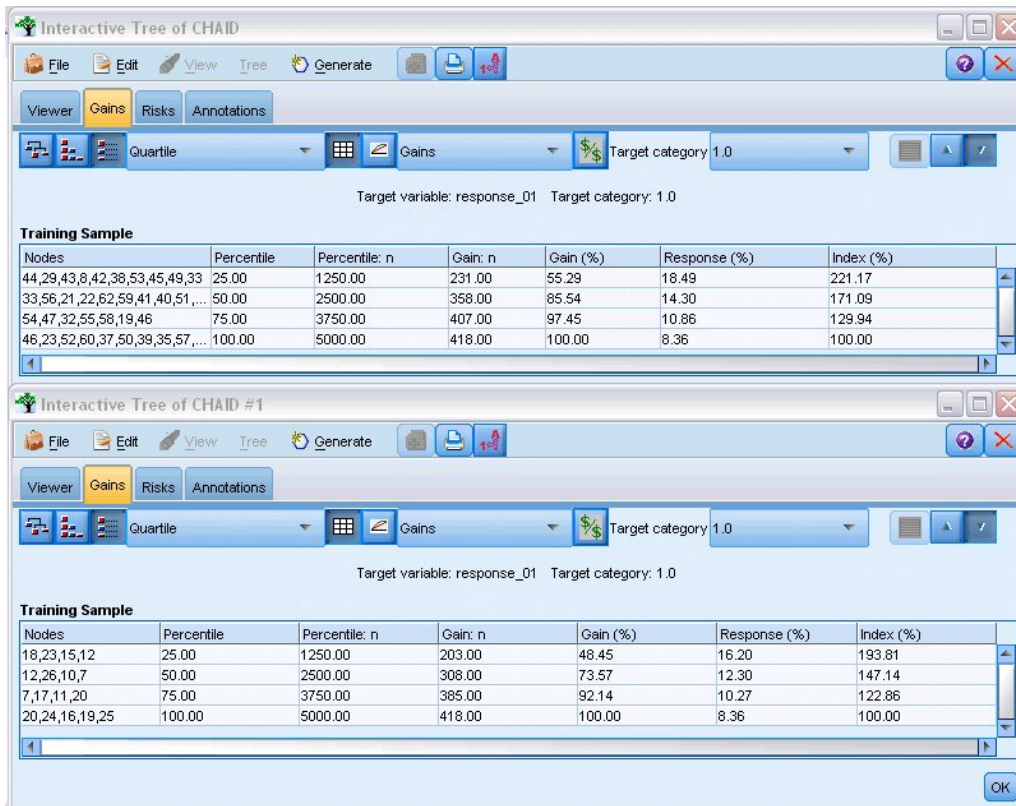 Interactive Tree of CHAID
File Edit View Tree Generate
Viewer Gains Risks Annotations
Quartile Gains Target category 1.0
Target variable: response_01 Target category: 1.0
Training Sample
Nodes Percentile Percentile: n Gain: n Gain (%) Response (%) Index (%)
44,29,43,8,42,38,53,45,49,33 25.00 1250.00 231.00 55.29 18.49 221.17
33,56,21,22,62,59,41,40,51,... 50.00 2500.00 358.00 85.54 14.30 171.09
54,47,32,55,58,19,46 75.00 3750.00 407.00 97.45 10.86 129.94
46,23,52,60,37,50,39,35,57,... 100.00 5000.00 418.00 100.00 8.36 100.00
Interactive Tree of CHAID #1
File Edit View Tree Generate
Viewer Gains Risks Annotations
Quartile Gains Target category 1.0
Target variable: response_01 Target category: 1.0
Training Sample
Nodes Percentile Percentile: n Gain: n Gain (%) Response (%) Index (%)
18,23,15,12 25.00 1250.00 203.00 48.45 16.20 193.81
12,26,10,7 50.00 2500.00 308.00 73.57 12.30 147.14
7,17,11,20 75.00 3750.00 385.00 92.14 10.27 122.86
20,24,16,19,25 100.00 5000.00 418.00 100.00 8.36 100.00
OK